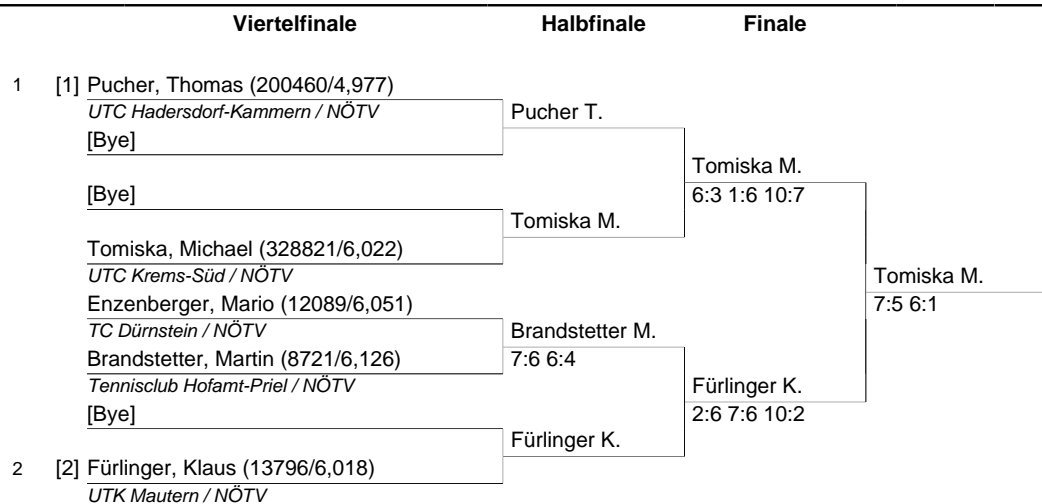 Viertelfinale Halbfinale Finale
1 [1] Pucher, Thomas (200460/4,977)
UTC Hadersdorf-Kammern / NÖTV Pucher T.
[Bye]
Tomiska M.
[Bye] 6:3 1:6 10:7
Tomiska M.
Tomiska, Michael (328821/6,022)
UTC Krems-Süd / NÖTV Tomiska M.
Enzenberger, Mario (12089/6,051) 7:5 6:1
TC Dürnstein / NÖTV Brandstetter M.
Brandstetter, Martin (8721/6,126) 7:6 6:4
Tennisclub Hofamt-Priel / NÖTV Fürlinger K.
[Bye] 2:6 7:6 10:2
Fürlinger K.
2 [2] Fürlinger, Klaus (13796/6,018)
UTK Mautern / NÖTV